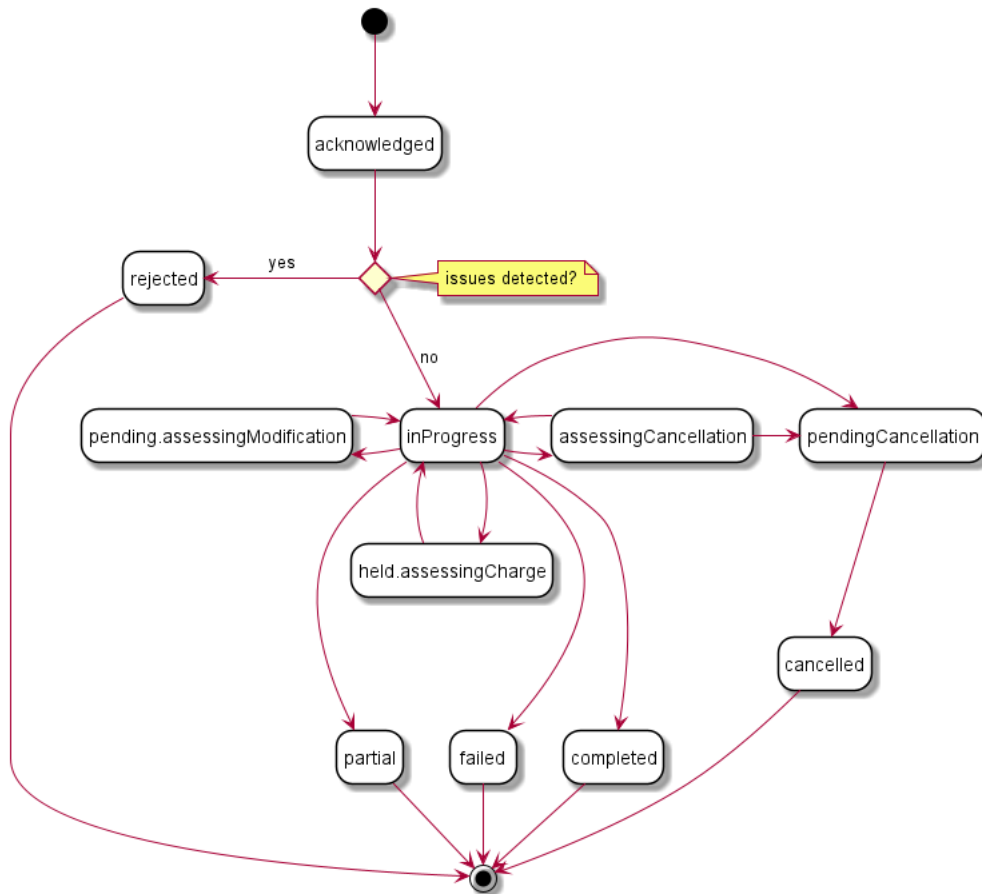 acknowledged
rejected
yes
issues detected?
no
pending.assessingModification
inProgress
assessingCancellation
pendingCancellation
held.assessingCharge
cancelled
partial
failed
completed